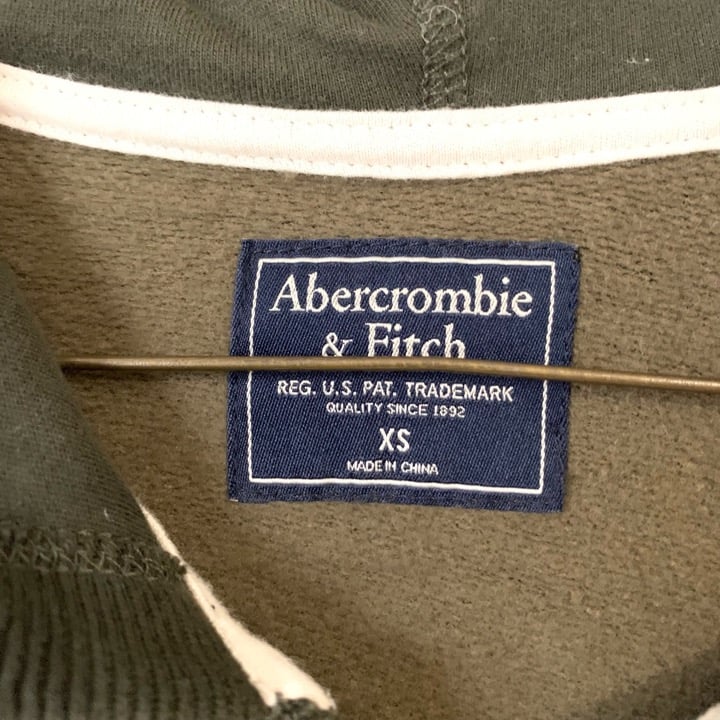 Abercrombie
& Fitch
REG. U.S. PAT. TRADEMARK
QUALITY SINCE 1892
XS
MADE IN CHINA